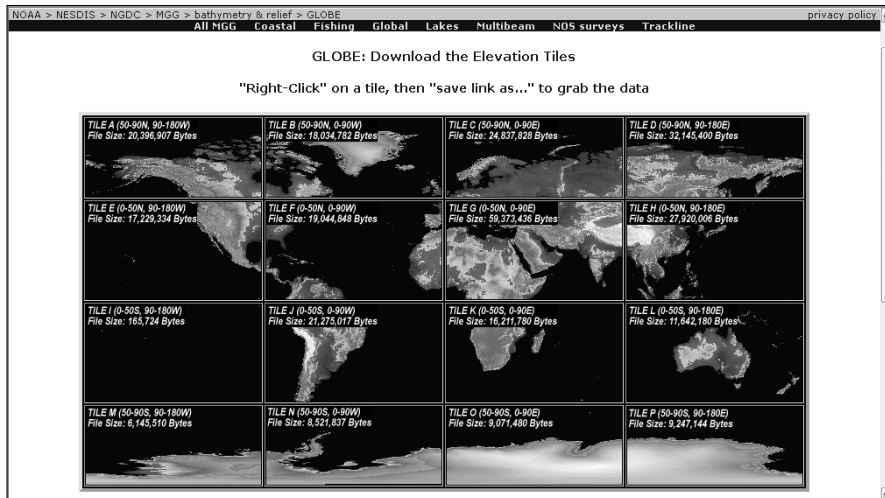 NOAA > NESDIS > NGDC > MGG > bathymetry & relief > GLOBE privacy policy
All MGG Coastal Fishing Global Lakes Multibeam NOS surveys Trackline
GLOBE: Download the Elevation Tiles
"Right-Click" on a tile, then "save link as..." to grab the data
TILE A (50-90N, 90-180W)
File Size: 20,396,907 Bytes
TILE B (50-90N, 0-90W)
File Size: 18,034,782 Bytes
TILE C (50-90N, 0-90E)
File Size: 24,837,828 Bytes
TILE D (50-90N, 90-180E)
File Size: 32,145,400 Bytes
TILE E (0-50N, 90-180W)
File Size: 17,229,334 Bytes
TILE F (0-50N, 0-90W)
File Size: 19,044,848 Bytes
TILE G (0-50N, 0-90E)
File Size: 59,373,436 Bytes
TILE H (0-50N, 90-180E)
File Size: 27,920,006 Bytes
TILE I (0-50S, 90-180W)
File Size: 165,724 Bytes
TILE J (0-50S, 0-90W)
File Size: 21,275,017 Bytes
TILE K (0-50S, 0-90E)
File Size: 16,211,780 Bytes
TILE L (0-50S, 90-180E)
File Size: 11,642,180 Bytes
TILE M (50-90S, 90-180W)
File Size: 6,145,510 Bytes
TILE N (50-90S, 0-90W)
File Size: 8,521,837 Bytes
TILE O (50-90S, 0-90E)
File Size: 9,071,480 Bytes
TILE P (50-90S, 90-180E)
File Size: 9,247,144 Bytes